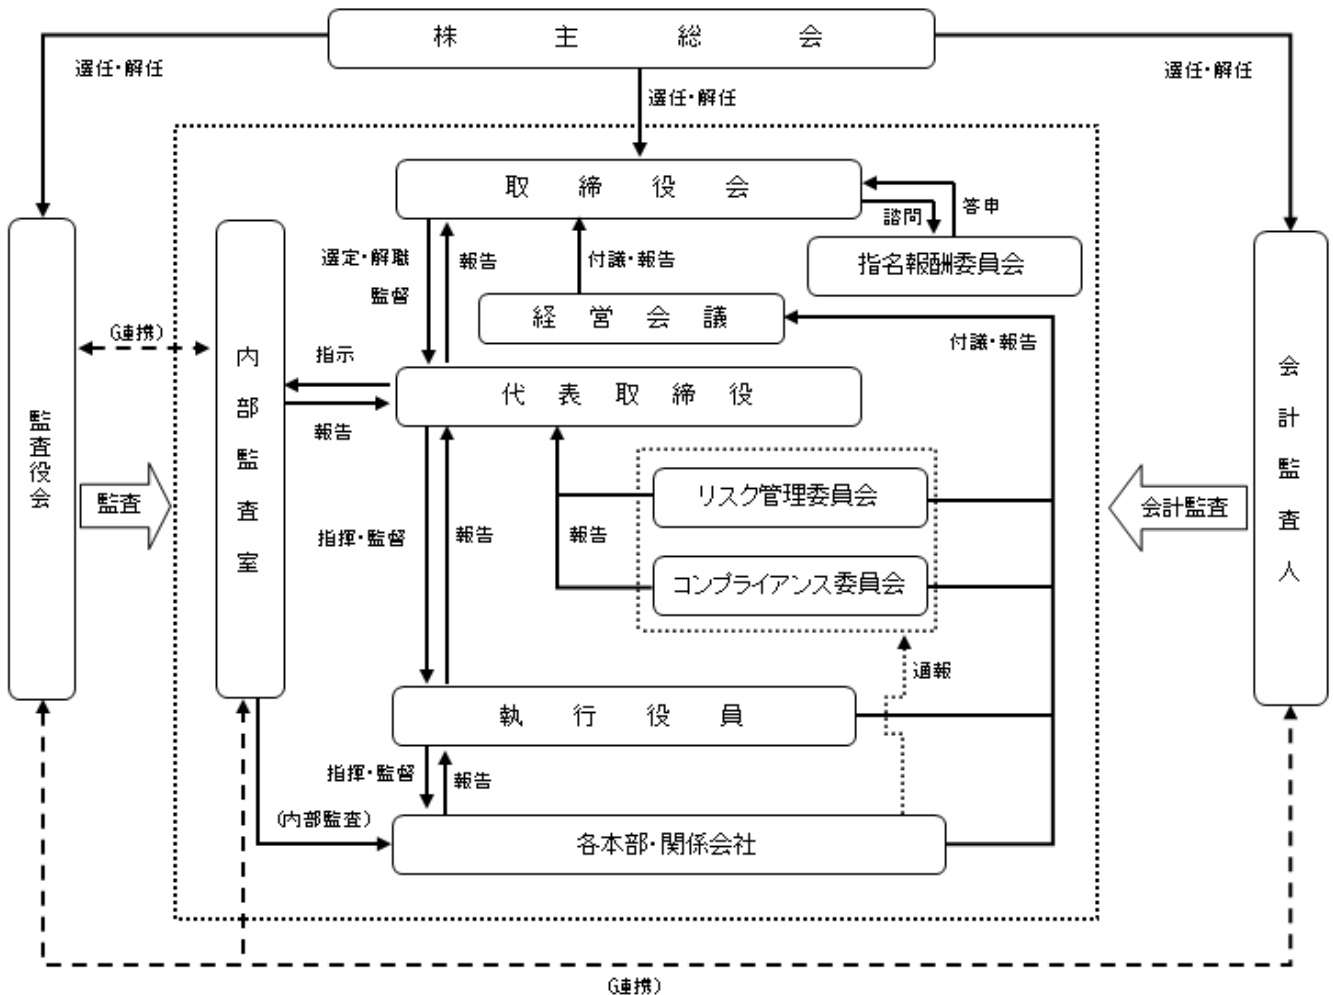 株主総会
選任・解任
選任・解任
選任・解任
取締役会
答申
諮問
指名報酬委員会
選定・解職
監督
報告
付議・報告
経営会議
付議・報告
(連携)
内部監査室
指示
報告
代表取締役
監査役会
監査
会計監査人
会計監査
リスク管理委員会
コンプライアンス委員会
指揮・監督
報告
報告
通報
執行役員
指揮・監督
報告
(内部監査)
各本部・関係会社
(連携)